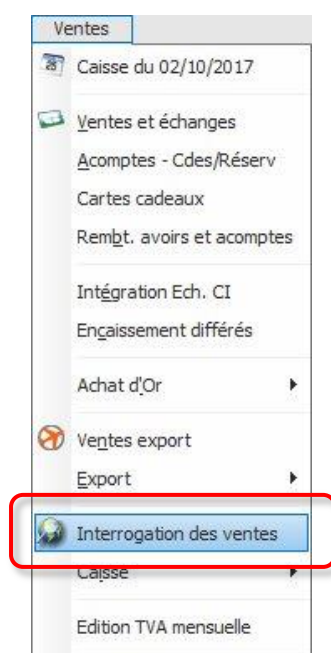 Ventes
Caisse du 02/10/2017
Ventes et échanges
Acomptes - Cdes/Réserv
Cartes cadeaux
Rembt. avoirs et acomptes
Intégration Ech. CI
Encaissement différés
Achat d'Or
Ventes export
Export
Interrogation des ventes
Caisse
Edition TVA mensuelle